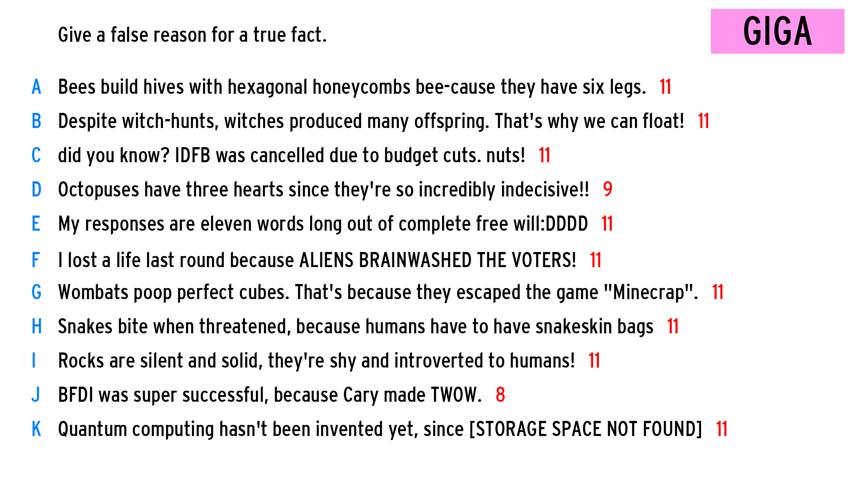 Give a false reason for a true fact.
GIGA
A Bees build hives with hexagonal honeycombs bee-cause they have six legs. 11
B Despite witch-hunts, witches produced many offspring. That's why we can float! 11
C did you know? IDFB was cancelled due to budget cuts. nuts! 11
D Octopuses have three hearts since they're so incredibly indecisive!! 9
E My responses are eleven words long out of complete free will:DDDD 11
F I lost a life last round because ALIENS BRAINWASHED THE VOTERS! 11
G Wombats poop perfect cubes. That's because they escaped the game "Minecrap". 11
H Snakes bite when threatened, because humans have to have snakeskin bags 11
I Rocks are silent and solid, they're shy and introverted to humans! 11
J BFDI was super successful, because Cary made TWOW. 8
K Quantum computing hasn't been invented yet, since [STORAGE SPACE NOT FOUND] 11